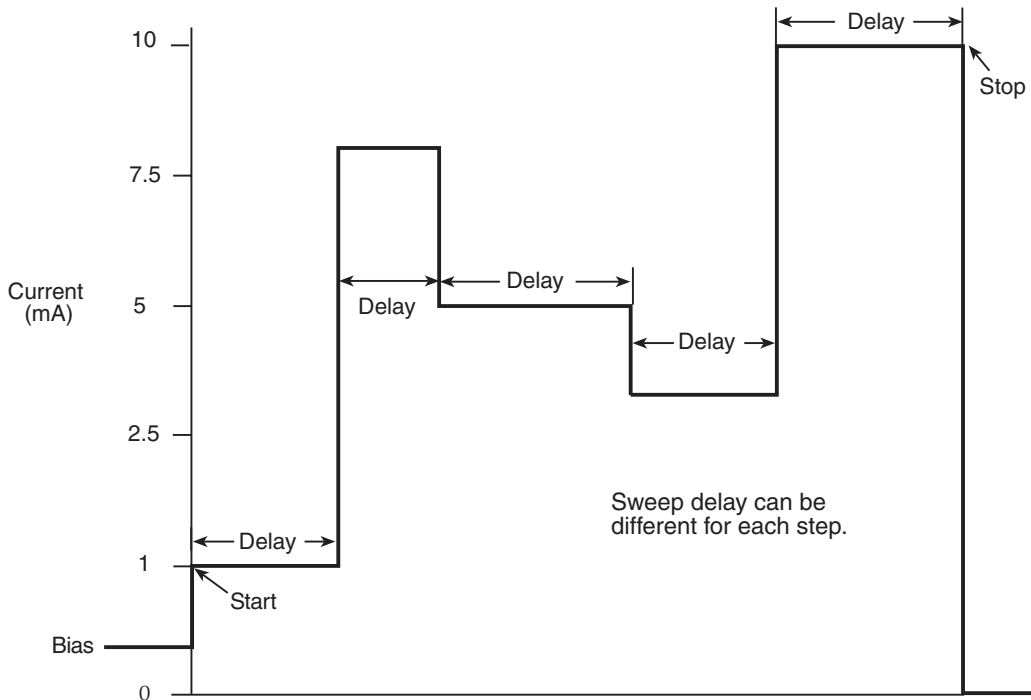 Delay
10
Stop
7.5
Delay
Current
(mA)
5
Delay
Delay
2.5
Sweep delay can be
different for each step.
Delay
1
Start
Bias
0